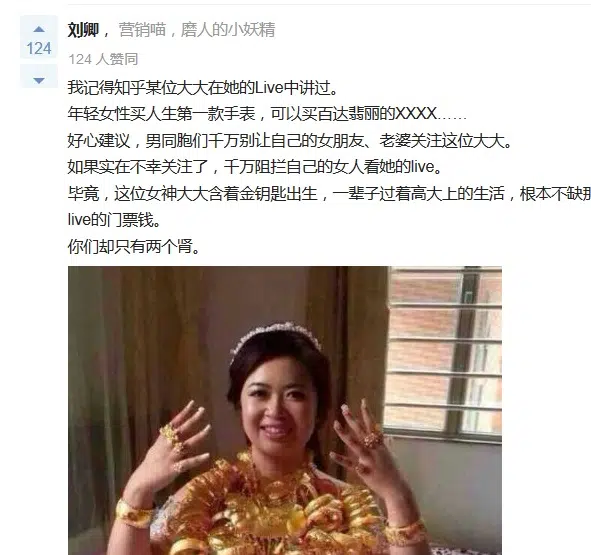 刘卿，营销喵，磨人的小妖精
124
124 人赞同
我记得知乎某位大大在她的Live中讲过。
年轻女性买人生第一款手表，可以买百达翡丽的XXXX……
好心建议，男同胞们千万别让自己的女朋友、老婆关注这位大大。
如果实在不幸关注了，千万阻拦自己的女人看她的live。
毕竟，这位女神大大含着金钥匙出生，一辈子过着高大上的生活，根本不缺那
live的门票钱。
你们却只有两个肾。